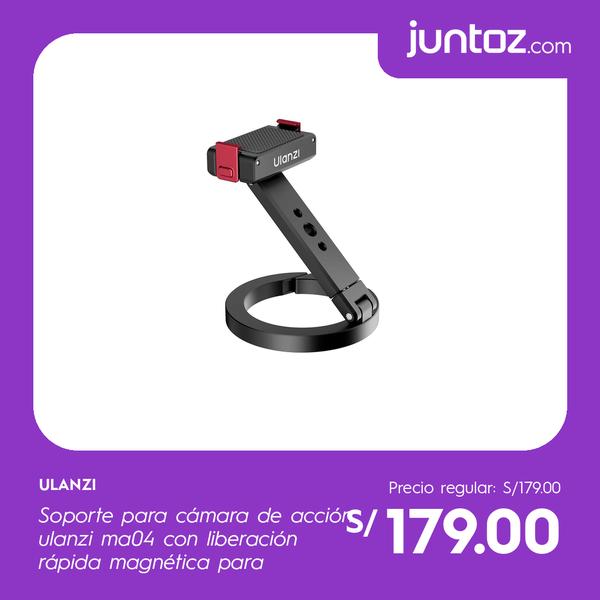 juntoz.com
Ulanzi
ULANZI
Precio regular: S/179.00
Soporte para cámara de acción
ulanzi ma04 con liberación
rápida magnética para
S/179.00